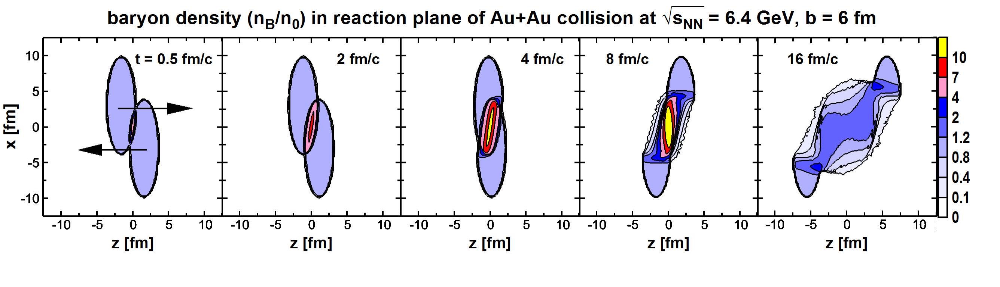 baryon density (nB/n0) in reaction plane of Au+Au collision at √sNN = 6.4 GeV, b = 6 fm
t = 0.5 fm/c
2 fm/c
4 fm/c
8 fm/c
16 fm/c
x [fm]
10
5
0
-5
-10
-10 -5 0 5 10
-10 -5 0 5 10
-10 -5 0 5 10
-10 -5 0 5 10
-10 -5 0 5 10
z [fm]
z [fm]
z [fm]
z [fm]
z [fm]
10
7
4
2
1.2
0.8
0.4
0.1
0